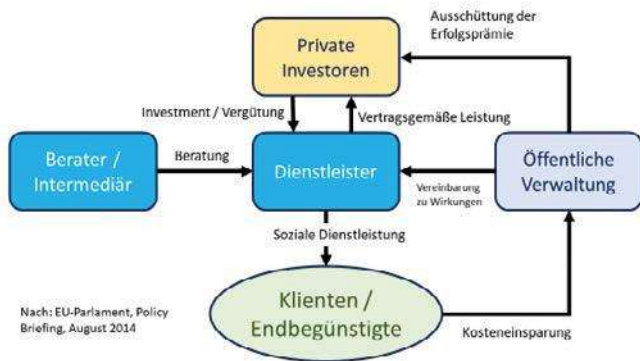 Ausschüttung der
Erfolgsprämie
Private
Investoren
Investment / Vergütung
Vertragsgemäße Leistung
Berater /
Intermediär
Beratung
Dienstleister
Vereinbarung
zu Wirkungen
Öffentliche
Verwaltung
Soziale Dienstleistung
Klienten /
Endbegünstigte
Kosteneinsparung
Nach: EU-Parlament, Policy
Briefing, August 2014